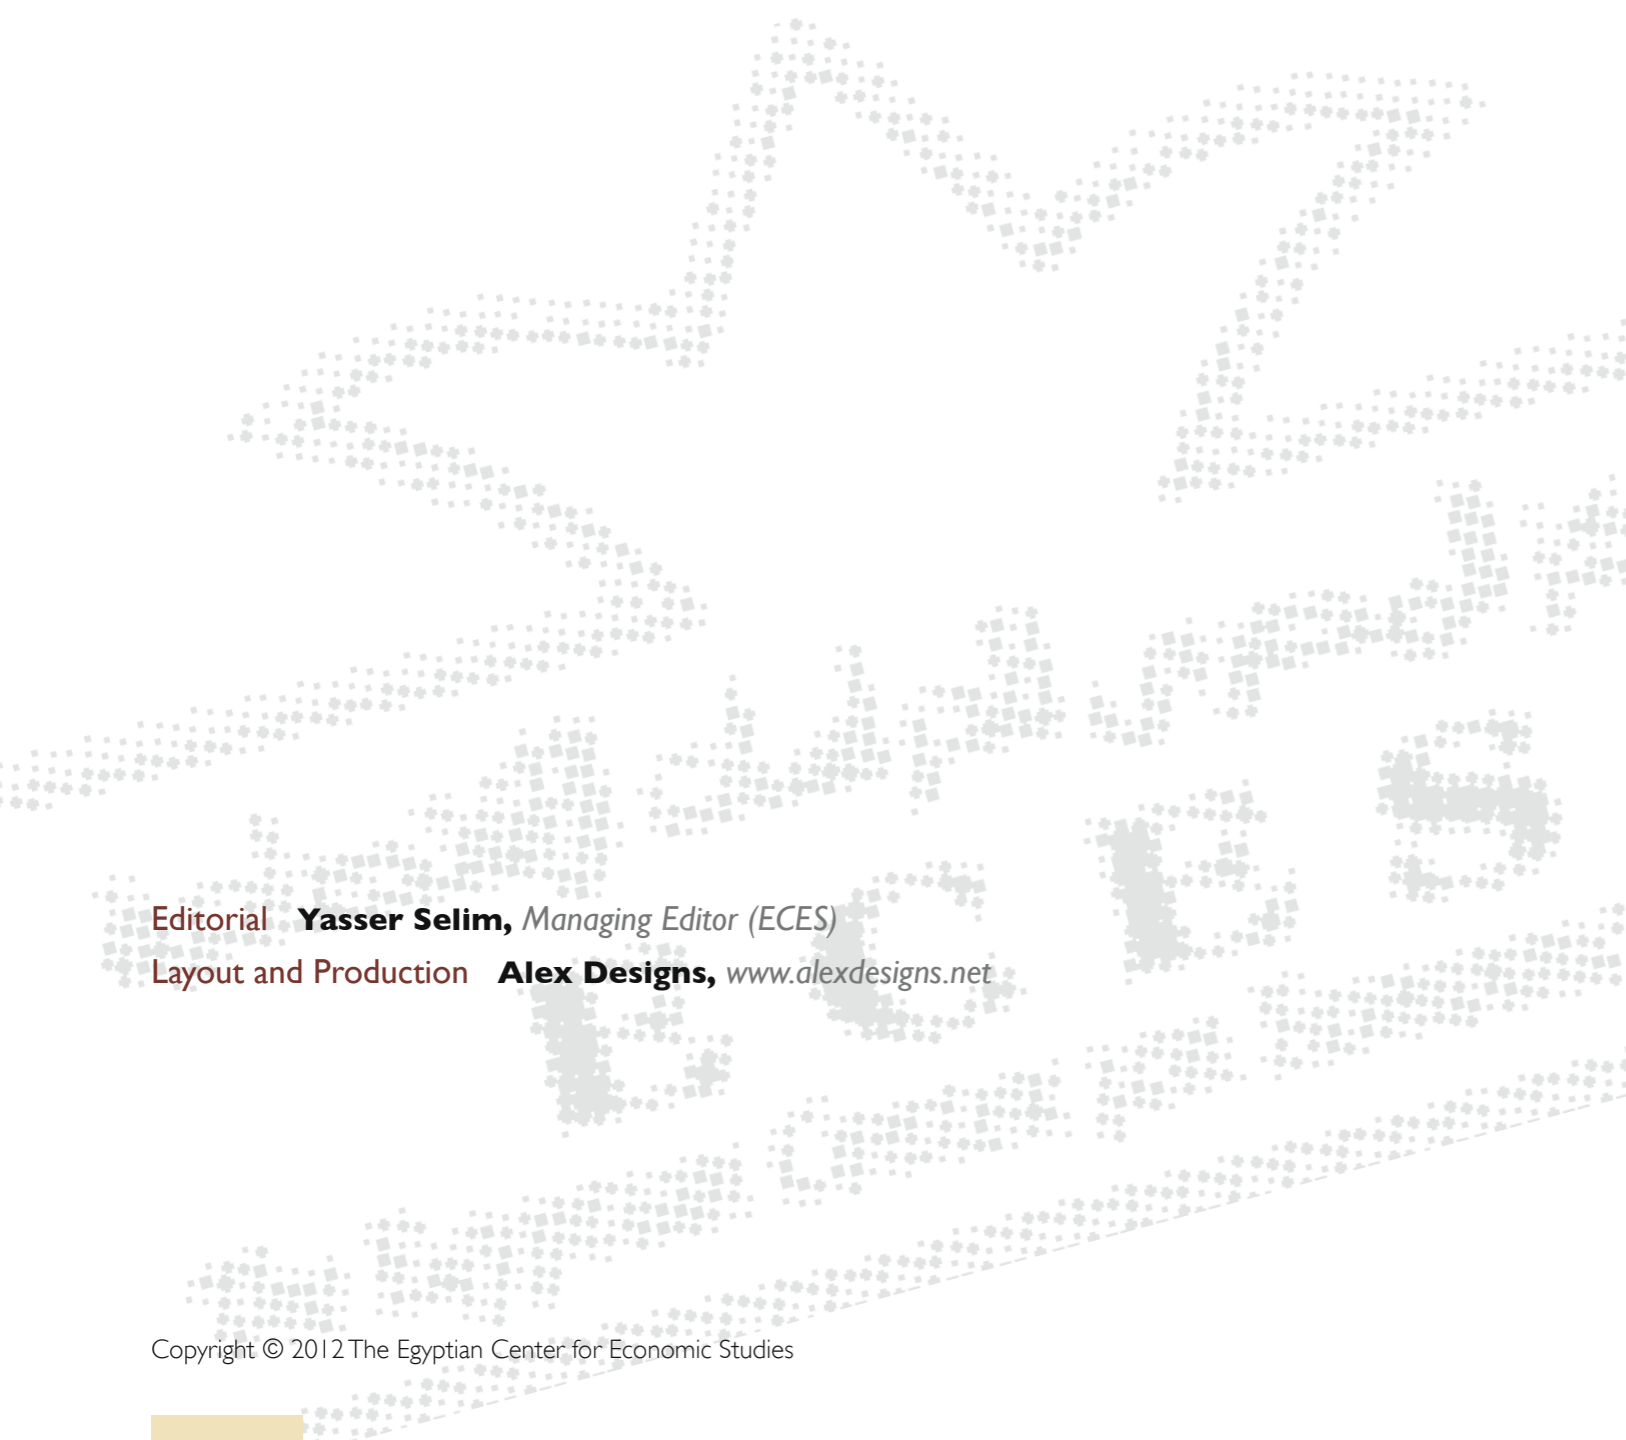 ECES
Editorial Yasser Selim, Managing Editor (ECES)
Layout and Production Alex Designs, www.alexdesigns.net
Copyright © 2012 The Egyptian Center for Economic Studies